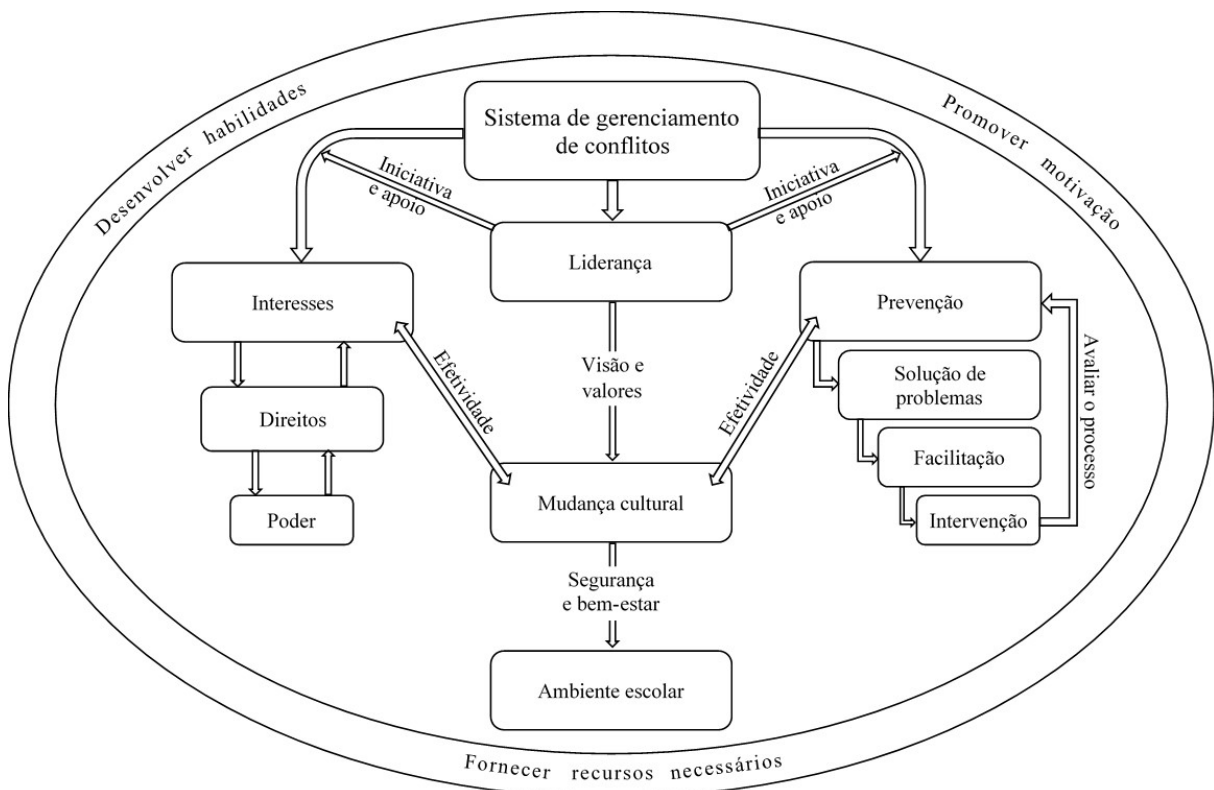 Desenvolver habilidades
Promover motivação
Sistema de gerenciamento
de conflitos
Iniciativa
e apoio
Iniciativa
e apoio
Liderança
Interesses
Prevenção
Efetividade
Visão e
valores
Efetividade
Avaliar o processo
Solução de
problemas
Direitos
Facilitação
Mudança cultural
Poder
Intervenção
Segurança
e bem-estar
Ambiente escolar
Fornecer recursos necessários